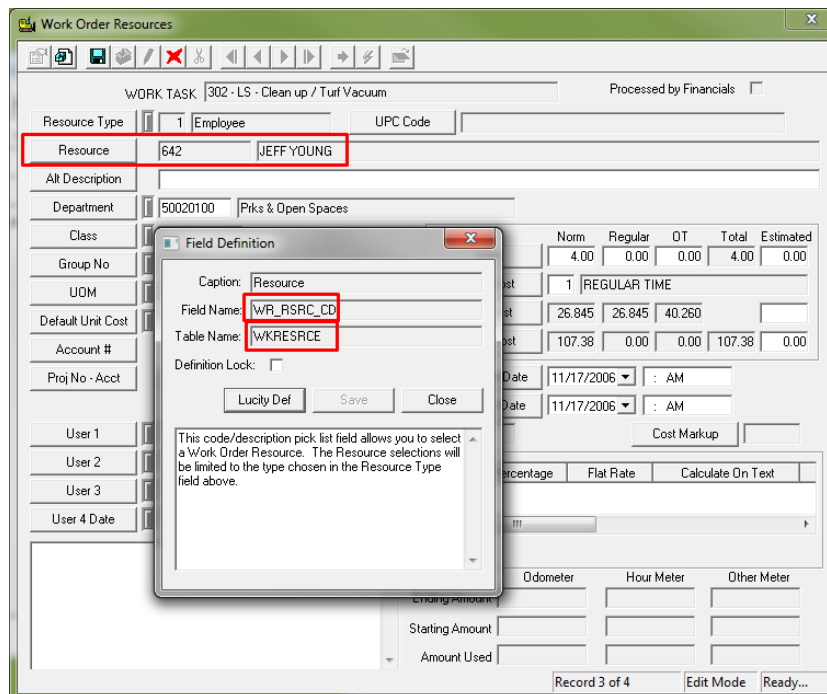 Work Order Resources
WORK TASK 302 - LS - Clean up / Turf Vacuum Processed by Financials
Resource Type 1 Employee UPC Code
Resource 642 JEFF YOUNG
Alt Description
Department 50020100 Prks & Open Spaces
Class
Group No
UOM
Default Unit Cost
Account #
Proj No - Acct
User 1
User 2
User 3
User 4 Date
Norm Regular OT Total Estimated
4.00 0.00 0.00 4.00 0.00
1 REGULAR TIME
26.845 26.845 40.260
107.38 0.00 0.00 107.38 0.00
Date 11/17/2006 : AM
Date 11/17/2006 : AM
Cost Markup
Flat Rate Calculate On Text
Field Definition
Caption: Resource
Field Name: WR_RSRC_CD
Table Name: WKRESRCE
Definition Lock:
Lucity Def Save Close
This code/description pick list field allows you to select
a Work Order Resource. The Resource selections will
be limited to the type chosen in the Resource Type
field above.
Odometer Hour Meter Other Meter
Ending Amount
Starting Amount
Amount Used
Record 3 of 4 Edit Mode Ready...